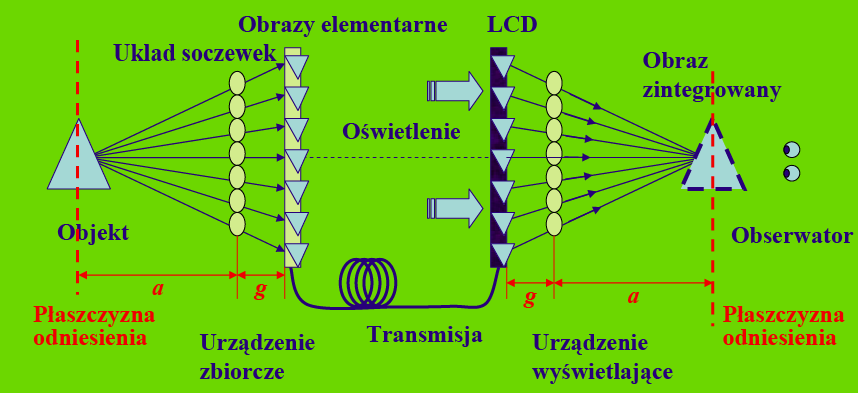 Obrazy elementarne
LCD
Układ soczewek
Obraz
zintegrowany
Oświetlenie
Objekt
Obserwator
a
g
g
a
Płaszczyzna
odniesienia
Urządzenie
zbiorcze
Transmisja
Urządzenie
wyświetlające
Płaszczyzna
odniesienia